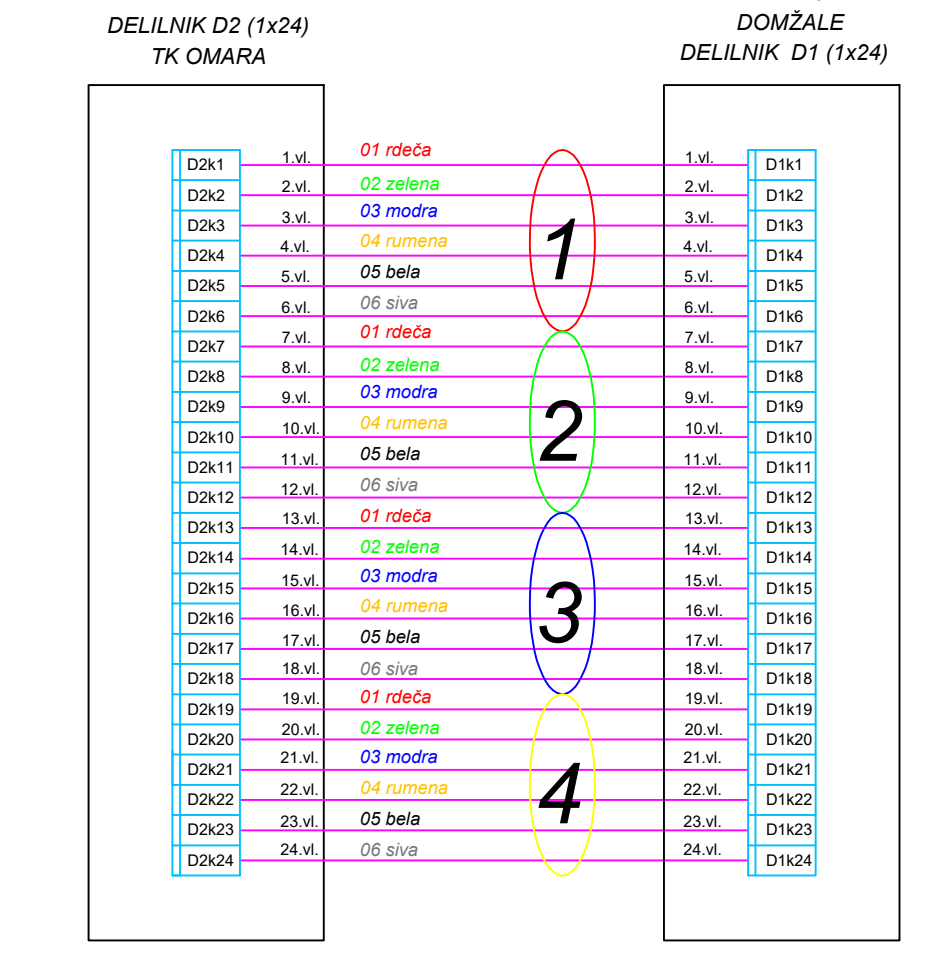 DELILNIK D2 (1x24)
TK OMARA
DOMŽALE
DELILNIK D1 (1x24)
D2k1 1.vl. 01 rdeča 1.vl. D1k1
D2k2 2.vl. 02 zelena 2.vl. D1k2
D2k3 3.vl. 03 modra 3.vl. D1k3
D2k4 4.vl. 04 rumena 4.vl. D1k4
D2k5 5.vl. 05 bela 5.vl. D1k5
D2k6 6.vl. 06 siva 6.vl. D1k6
1
D2k7 7.vl. 01 rdeča 7.vl. D1k7
D2k8 8.vl. 02 zelena 8.vl. D1k8
D2k9 9.vl. 03 modra 9.vl. D1k9
D2k10 10.vl. 04 rumena 10.vl. D1k10
D2k11 11.vl. 05 bela 11.vl. D1k11
D2k12 12.vl. 06 siva 12.vl. D1k12
2
D2k13 13.vl. 01 rdeča 13.vl. D1k13
D2k14 14.vl. 02 zelena 14.vl. D1k14
D2k15 15.vl. 03 modra 15.vl. D1k15
D2k16 16.vl. 04 rumena 16.vl. D1k16
D2k17 17.vl. 05 bela 17.vl. D1k17
D2k18 18.vl. 06 siva 18.vl. D1k18
3
D2k19 19.vl. 01 rdeča 19.vl. D1k19
D2k20 20.vl. 02 zelena 20.vl. D1k20
D2k21 21.vl. 03 modra 21.vl. D1k21
D2k22 22.vl. 04 rumena 22.vl. D1k22
D2k23 23.vl. 05 bela 23.vl. D1k23
D2k24 24.vl. 06 siva 24.vl. D1k24
4